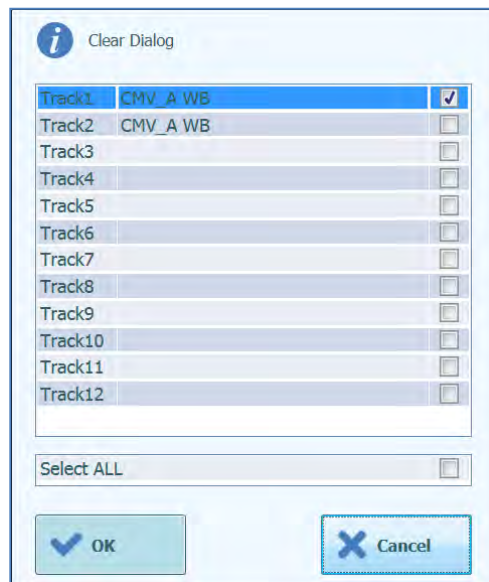 Clear Dialog
Track1 CMV_A WB
Track2 CMV_A WB
Track3
Track4
Track5
Track6
Track7
Track8
Track9
Track10
Track11
Track12
Select ALL
OK Cancel